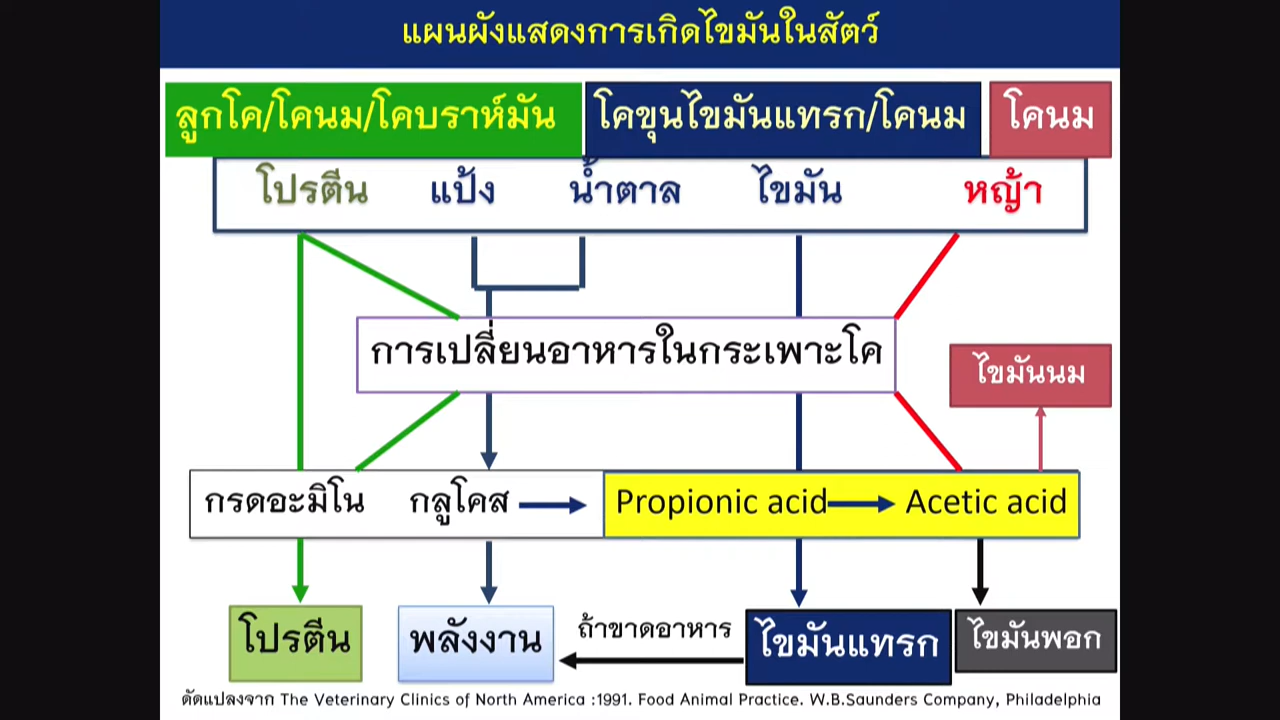 แผนผังแสดงการเกิดไขมันในสัตว์
ลูกโค/โคนม/โคบราห์มัน โคขุนไขมันแทรก/โคนม โคนม
โปรตีน แป้ง น้ำตาล ไขมัน หญ้า
การเปลี่ยนอาหารในกระเพาะโค
ไขมันนม
กรดอะมิโน กลูโคส Propionic acid Acetic acid
ถ้าขาดอาหาร
โปรตีน พลังงาน ไขมันแทรก ไขมันพอก
ดัดแปลงจาก The Veterinary Clinics of North America :1991. Food Animal Practice. W.B.Saunders Company, Philadelphia